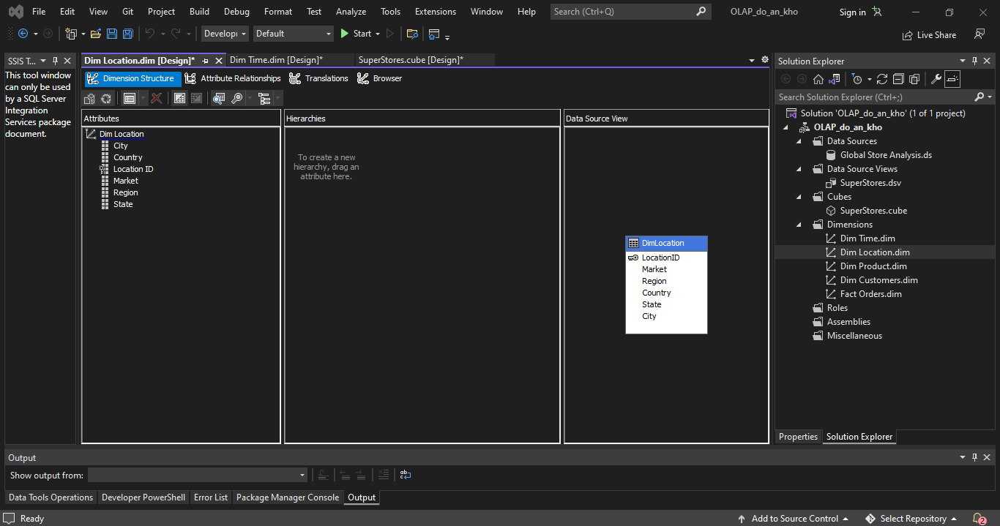 File Edit View Git Project Build Debug Format Test Analyze Tools Extensions Window Help Search (Ctrl+Q) OLAP_do_an_kho Sign in
Develop Default Start Live Share
SSIS T...
Dim Location.dim [Design]* Dim Time.dim [Design]* SuperStores.cube [Design]*
This tool window
can only be used
by a SQL Server
Integration
Services package
document.
Dimension Structure Attribute Relationships Translations Browser
Attributes
Dim Location
City
Country
Location ID
Market
Region
State
Hierarchies
To create a new
hierarchy, drag an
attribute here.
Data Source View
DimLocation
LocationID
Market
Region
Country
State
City
Solution Explorer
Search Solution Explorer (Ctrl+;)
Solution 'OLAP_do_an_kho' (1 of 1 project)
OLAP_do_an_kho
Data Sources
Global Store Analysis.ds
Data Source Views
SuperStores.dsv
Cubes
SuperStores.cube
Dimensions
Dim Time.dim
Dim Location.dim
Dim Product.dim
Dim Customers.dim
Fact Orders.dim
Roles
Assemblies
Miscellaneous
Properties Solution Explorer
Output
Show output from:
Data Tools Operations Developer PowerShell Error List Package Manager Console Output
Ready Add to Source Control Select Repository 2